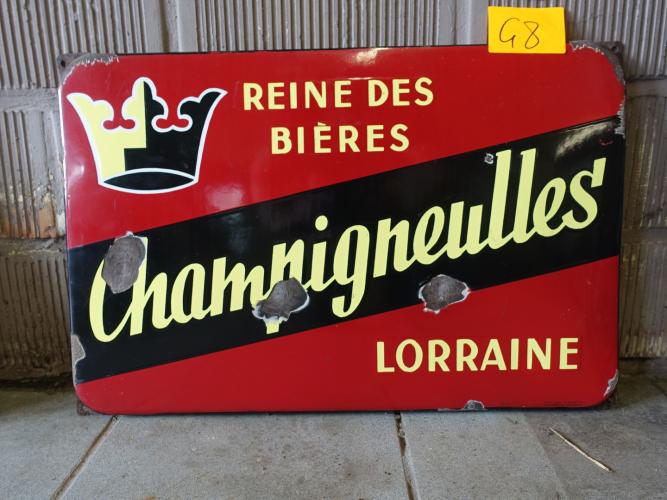 G8
REINE DES
BIÈRES
Champigneulles
LORRAINE